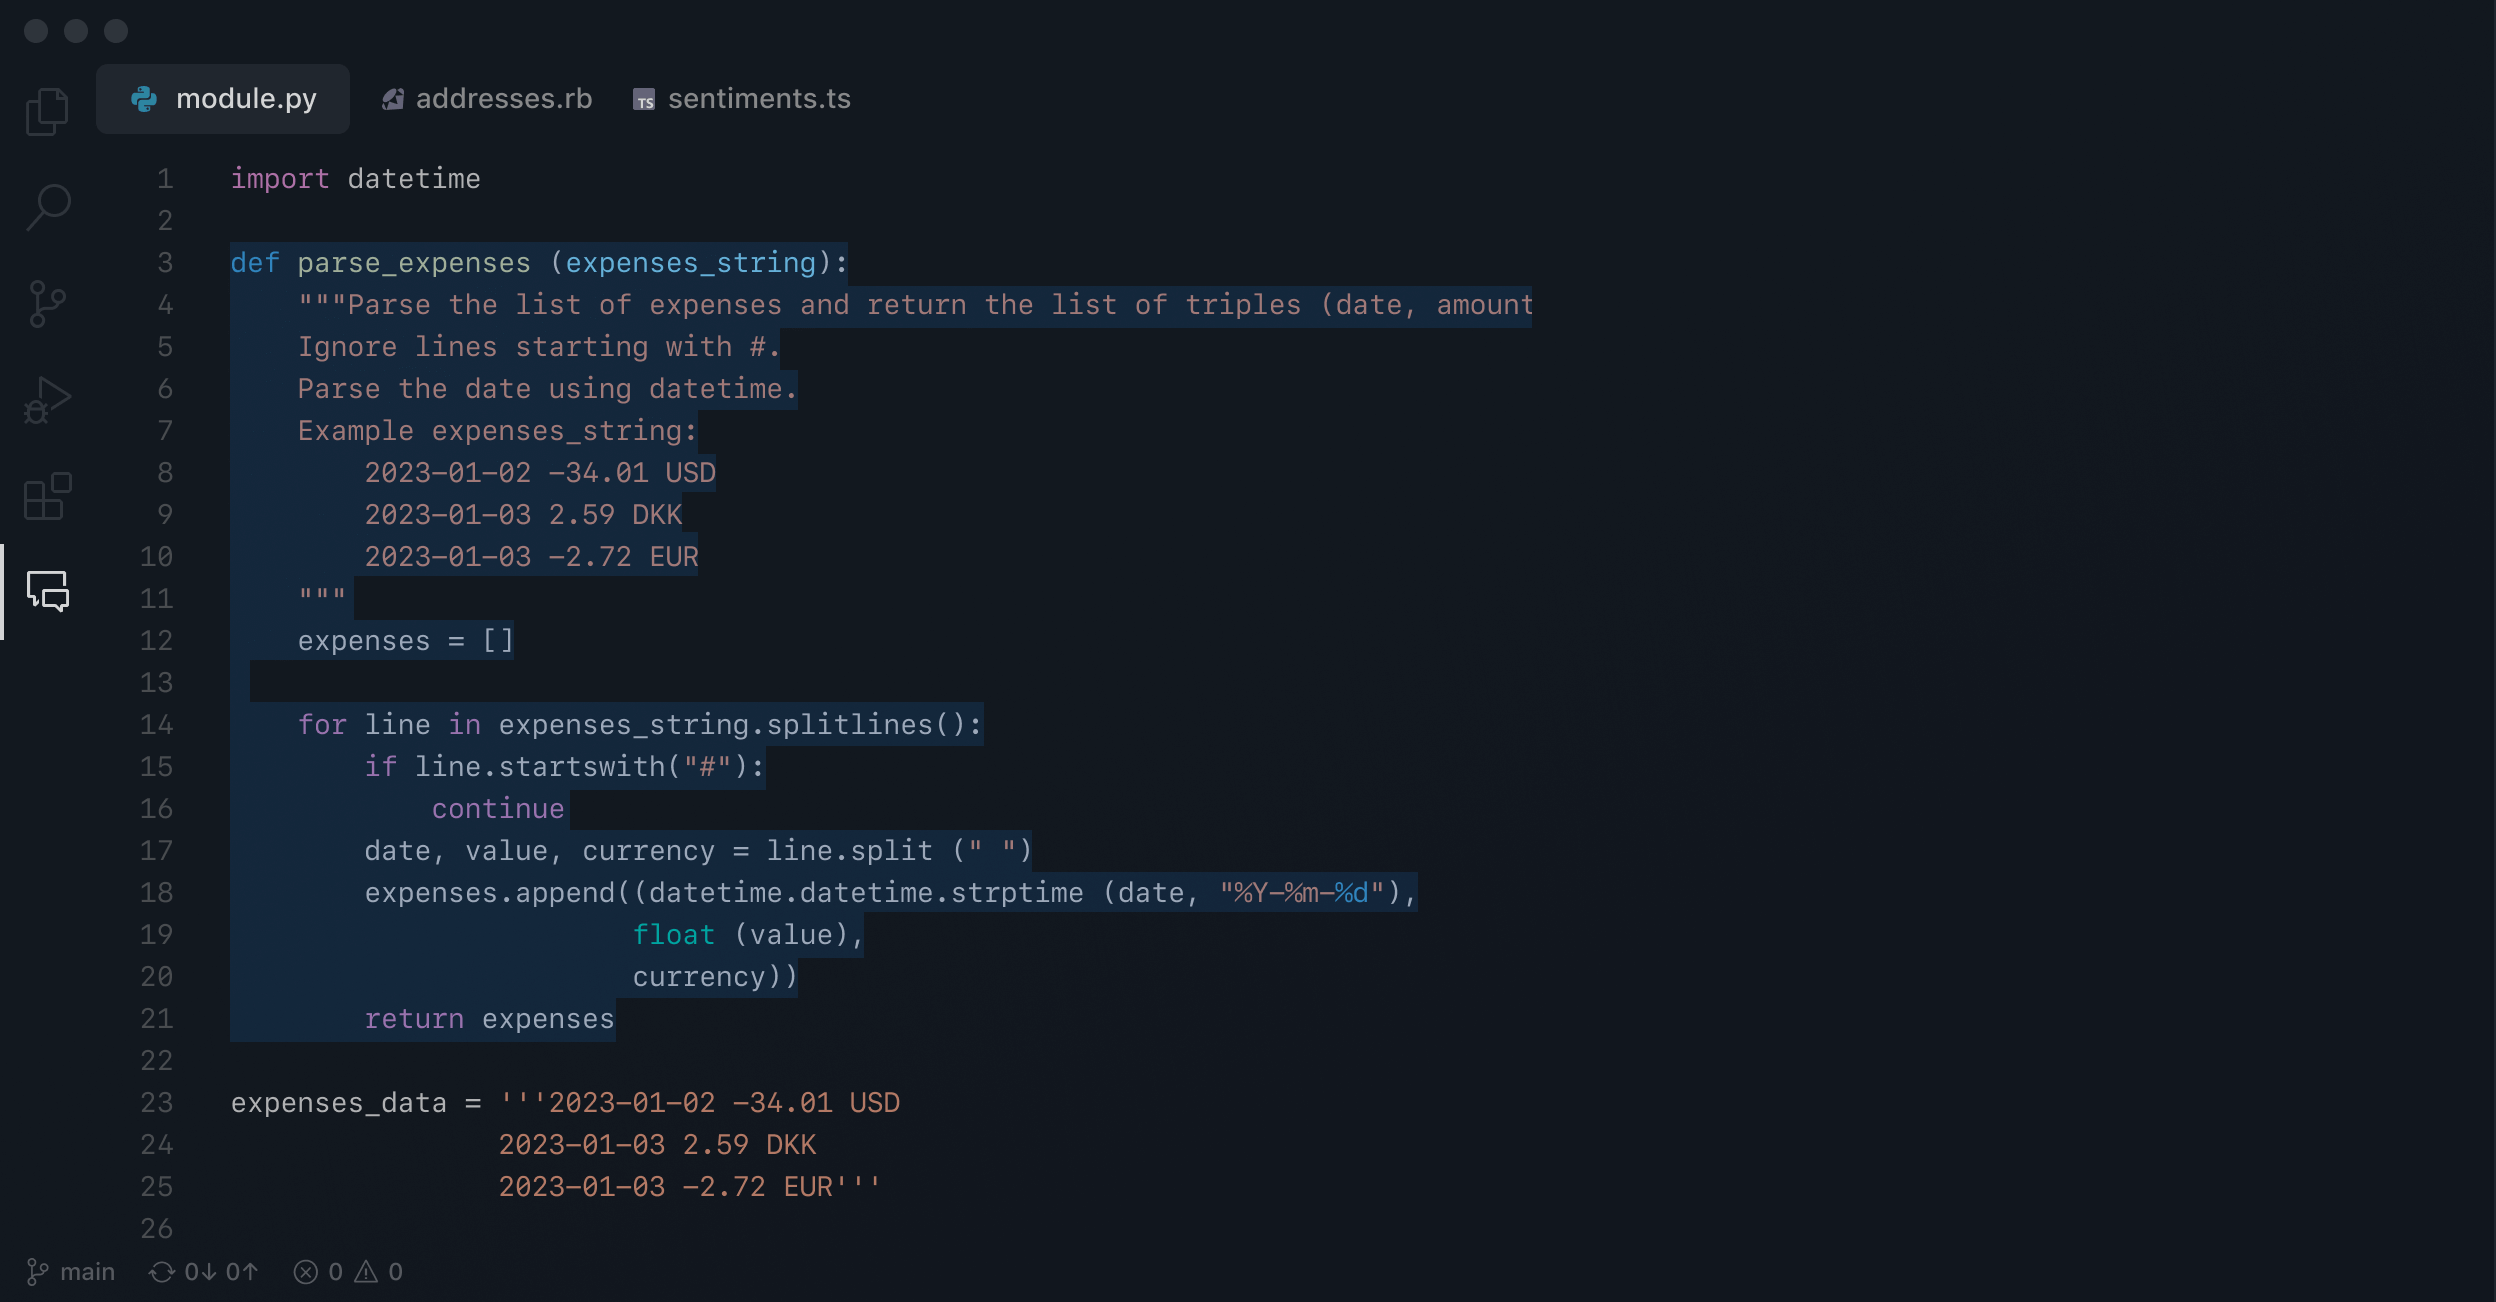 module.py addresses.rb TS sentiments.ts
1 import datetime
2
3 def parse_expenses (expenses_string):
4     """Parse the list of expenses and return the list of triples (date, amount
5     Ignore lines starting with #.
6     Parse the date using datetime.
7     Example expenses_string:
8         2023-01-02 -34.01 USD
9         2023-01-03 2.59 DKK
10         2023-01-03 -2.72 EUR
11     """
12     expenses = []
13
14     for line in expenses_string.splitlines():
15         if line.startswith("#"):
16             continue
17         date, value, currency = line.split (" ")
18         expenses.append((datetime.datetime.strptime (date, "%Y-%m-%d"),
19                         float (value),
20                         currency))
21         return expenses
22
23 expenses_data = '''2023-01-02 -34.01 USD
24                 2023-01-03 2.59 DKK
25                 2023-01-03 -2.72 EUR'''
26
main 0↓ 0↑ 0 0